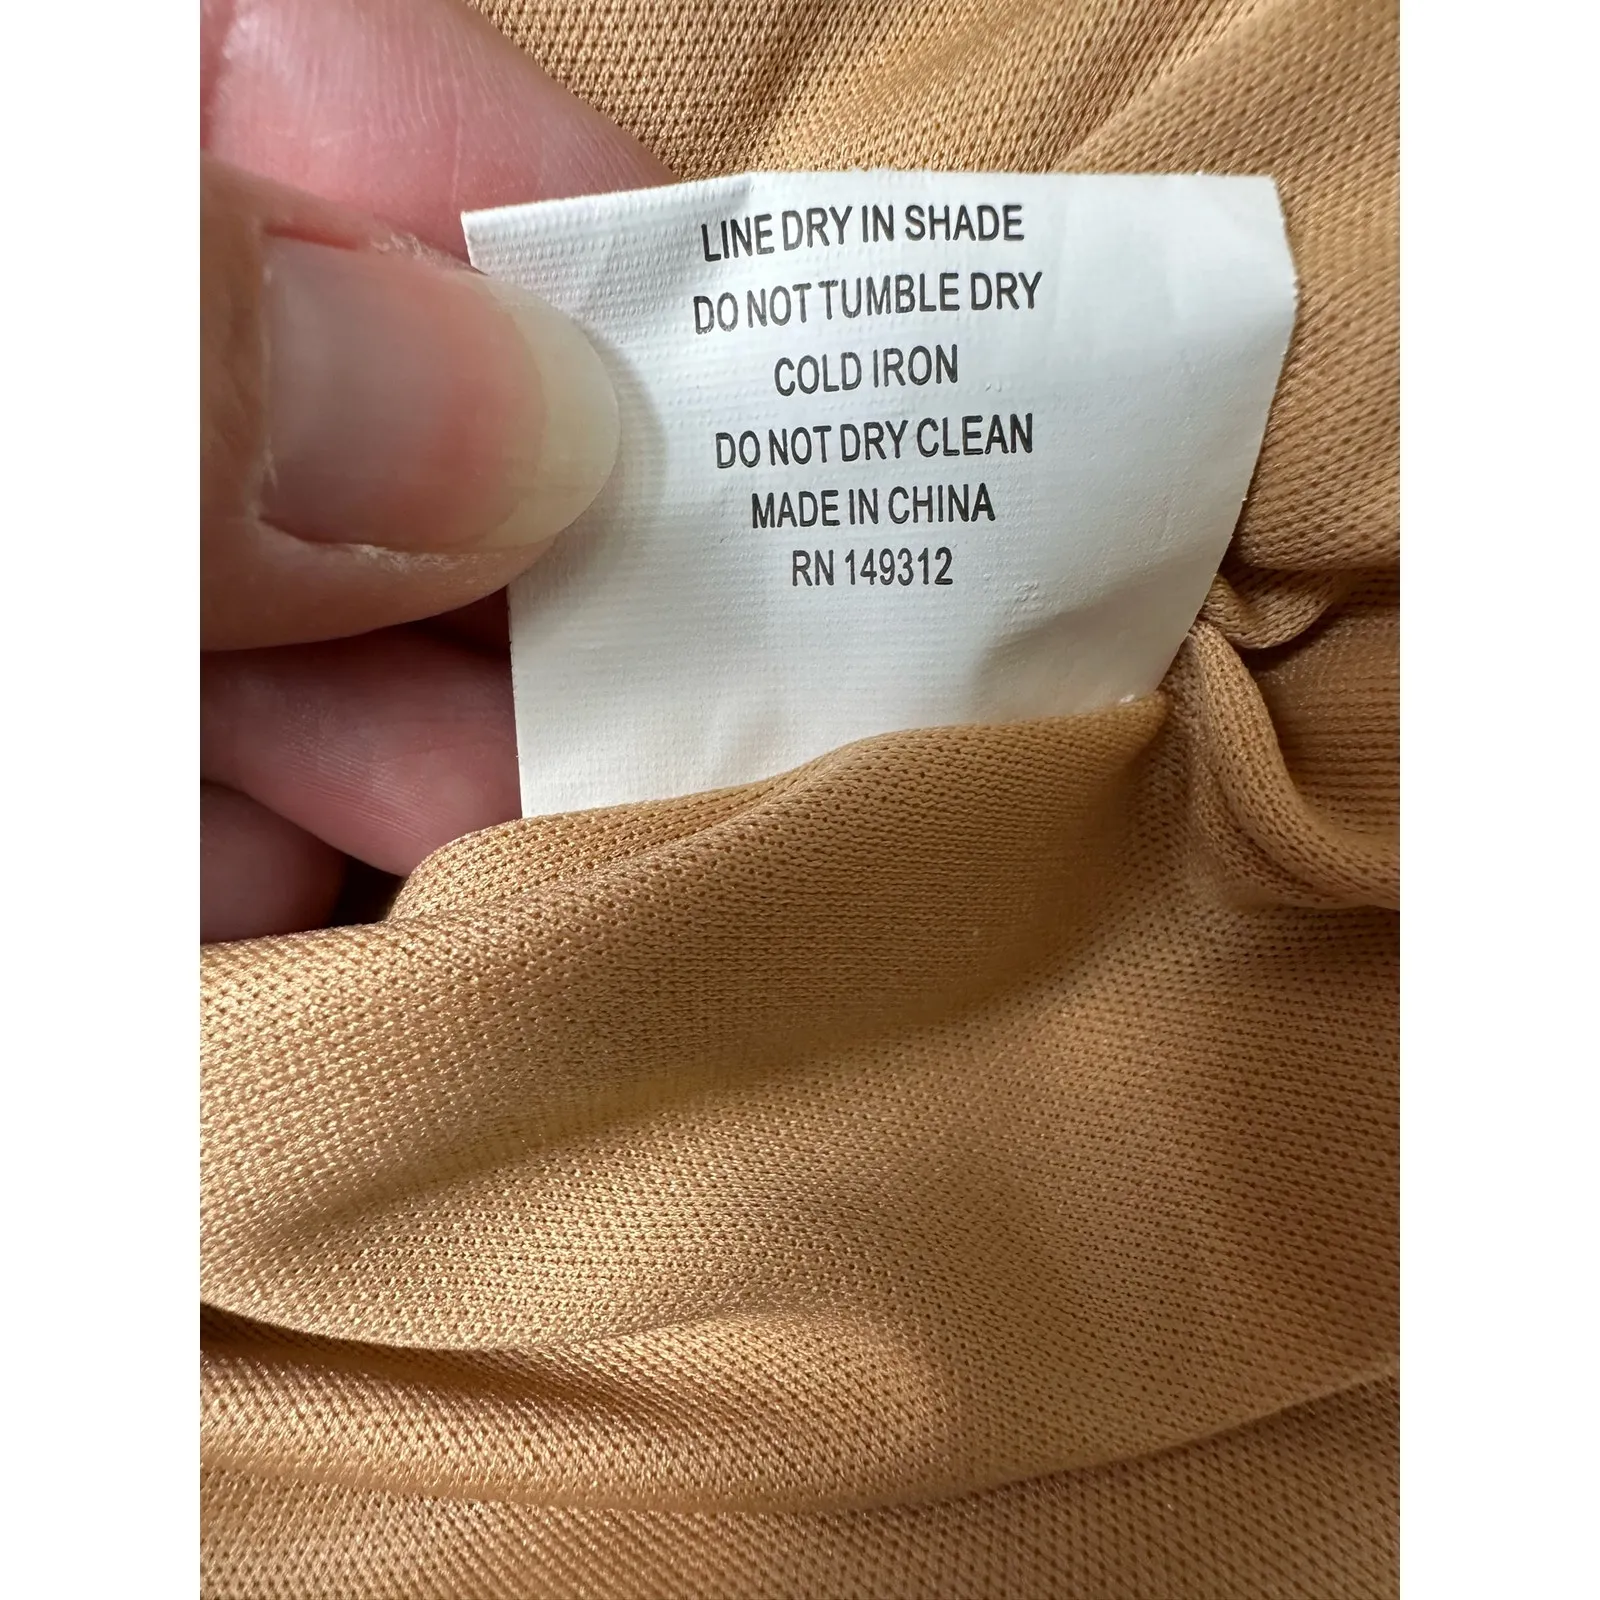 LINE DRY IN SHADE
DO NOT TUMBLE DRY
COLD IRON
DO NOT DRY CLEAN
MADE IN CHINA
RN 149312